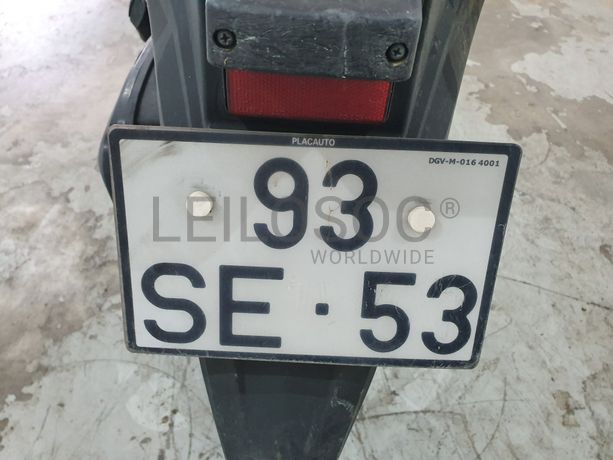 PLACAUTO
DGV-M-016 4001
93
LEILOSOC®
WORLDWIDE
SE·53